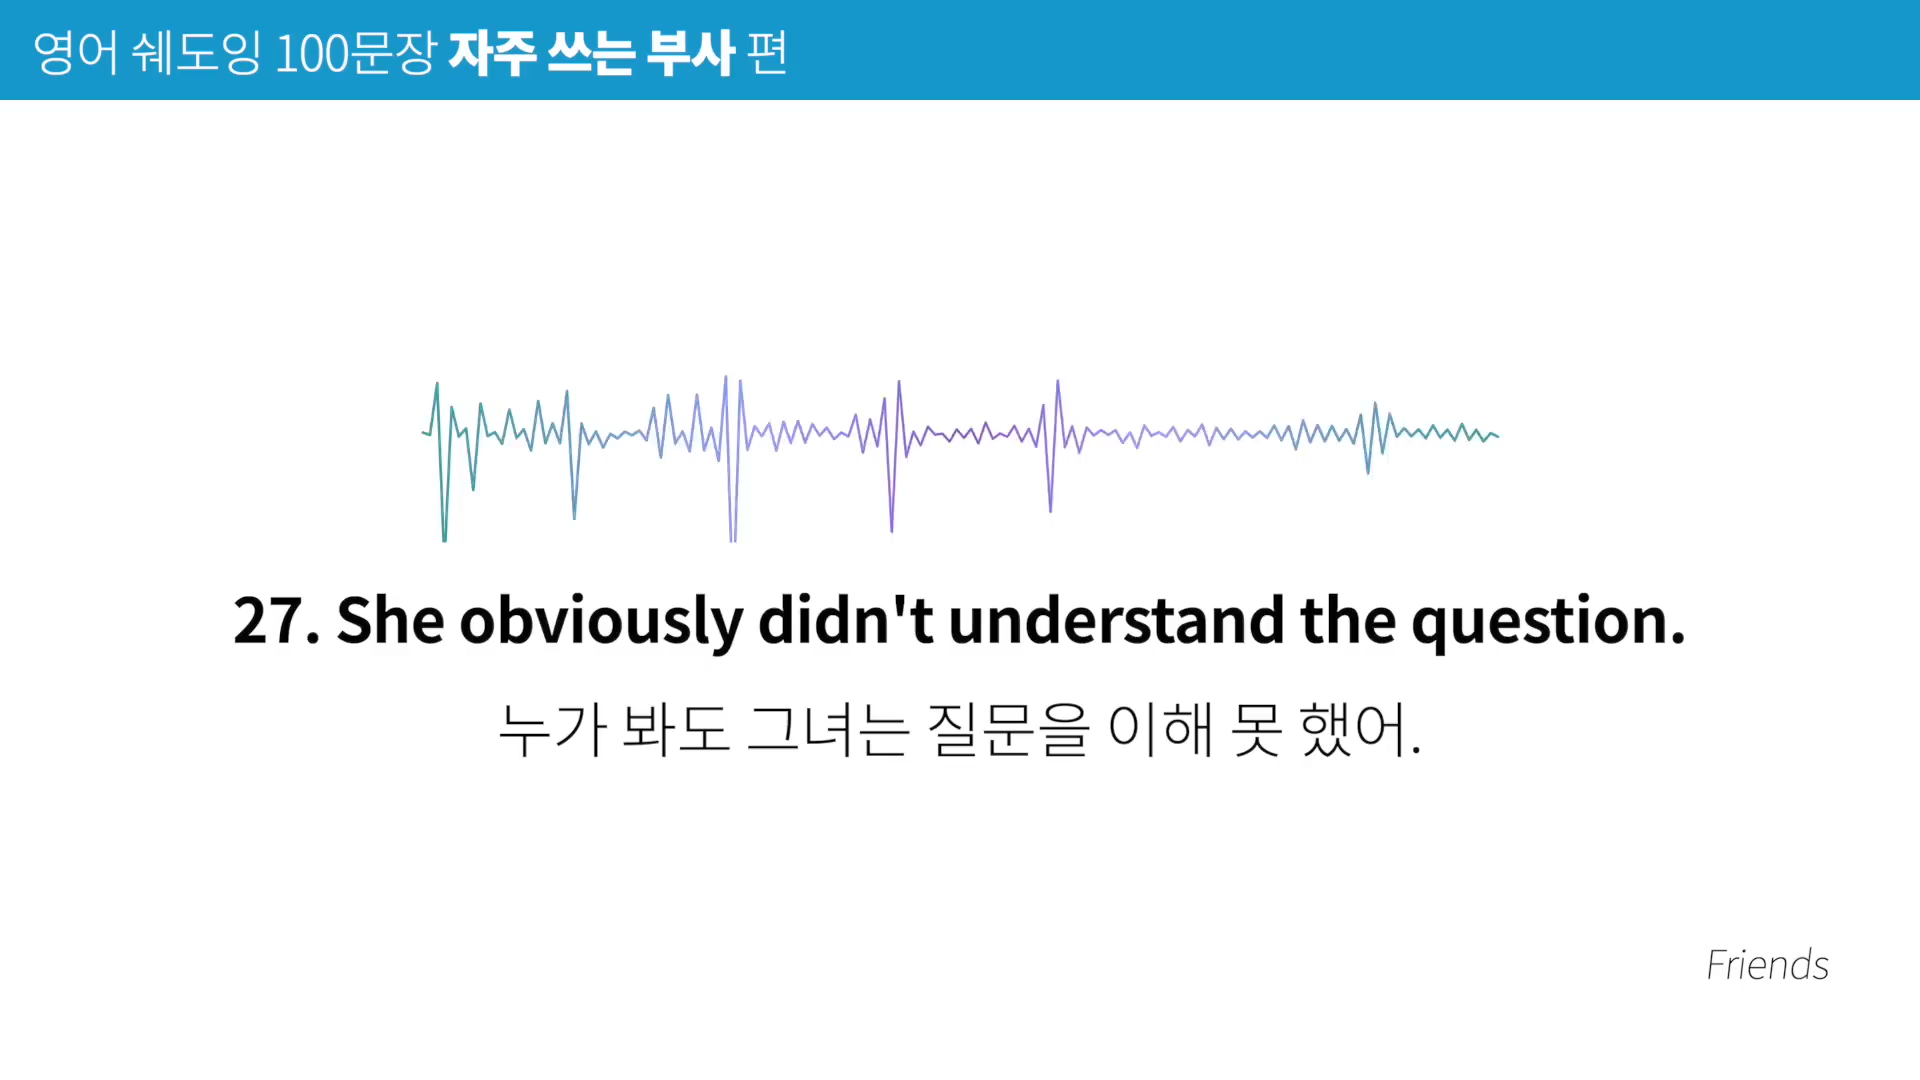 영어 쉐도잉 100문장 자주 쓰는 부사 편
27. She obviously didn't understand the question.
누가 봐도 그녀는 질문을 이해 못 했어.
Friends